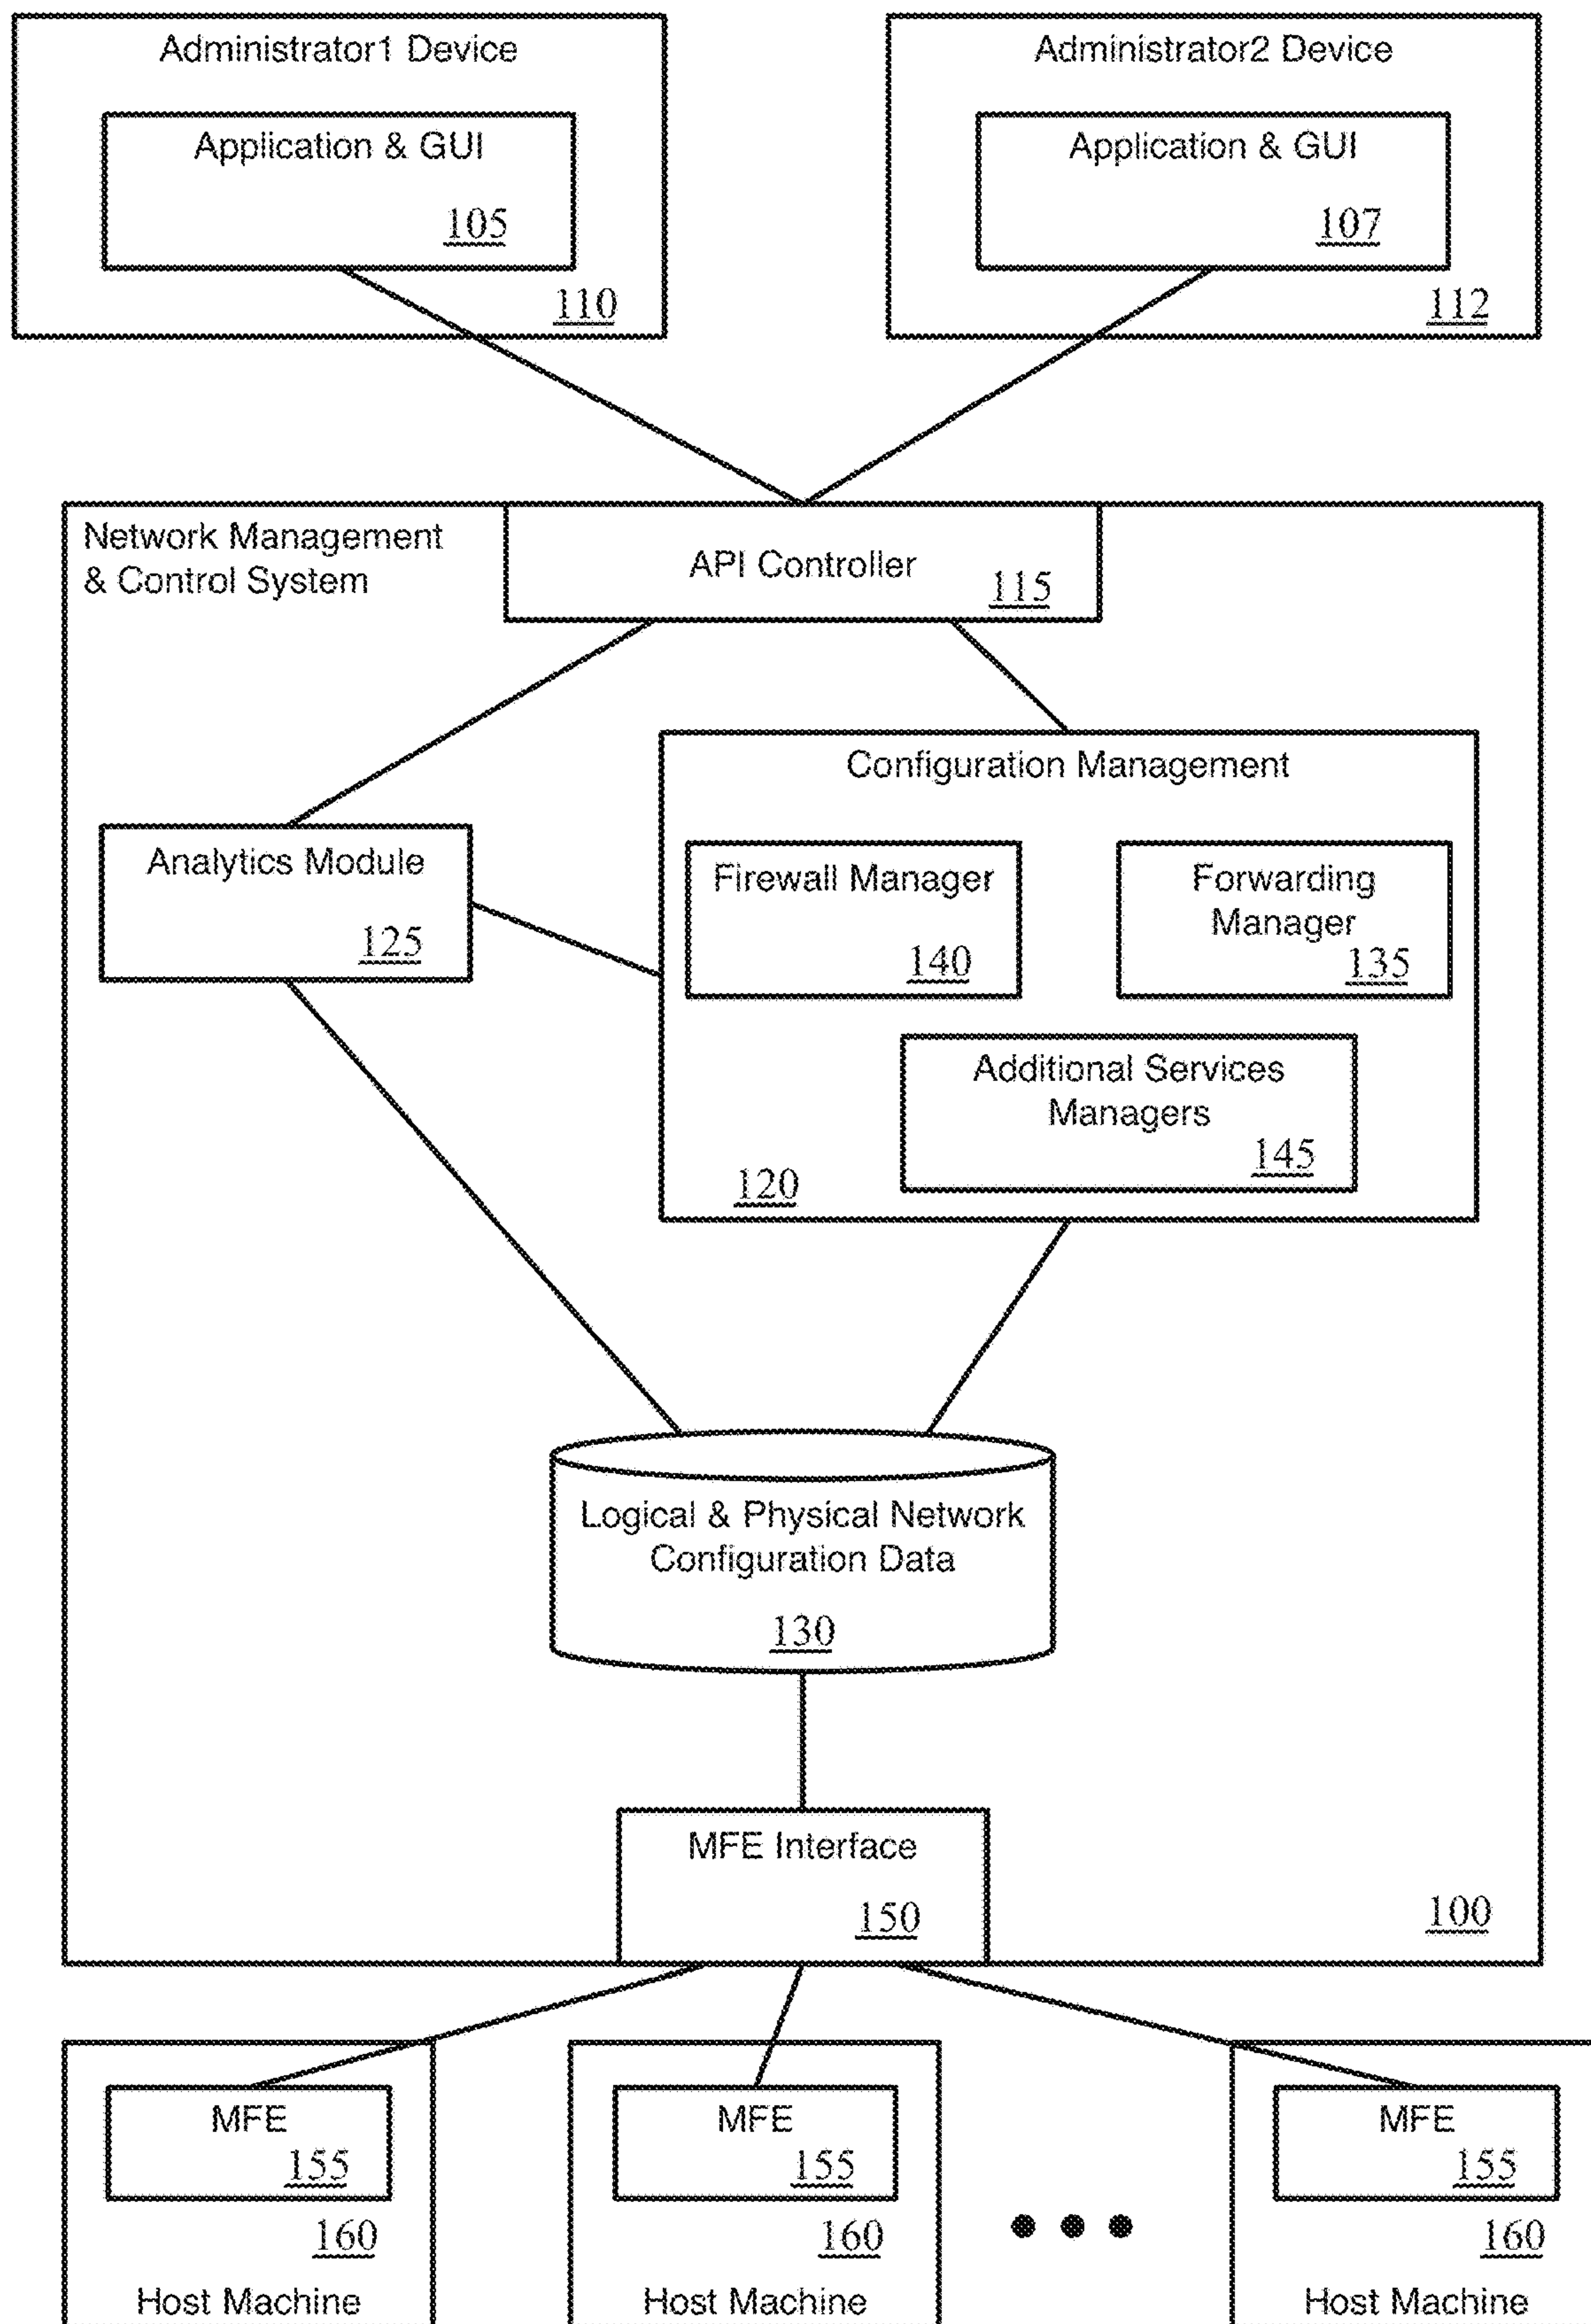 Administrator1 Device
Application & GUI
105
110
Administrator2 Device
Application & GUI
107
112
Network Management
& Control System
API Controller
115
Configuration Management
Analytics Module
125
Firewall Manager
140
Forwarding
Manager
135
Additional Services
Managers
145
120
Logical & Physical Network
Configuration Data
130
MFE Interface
150
100
MFE
155
160
Host Machine
MFE
155
160
Host Machine
MFE
155
160
Host Machine